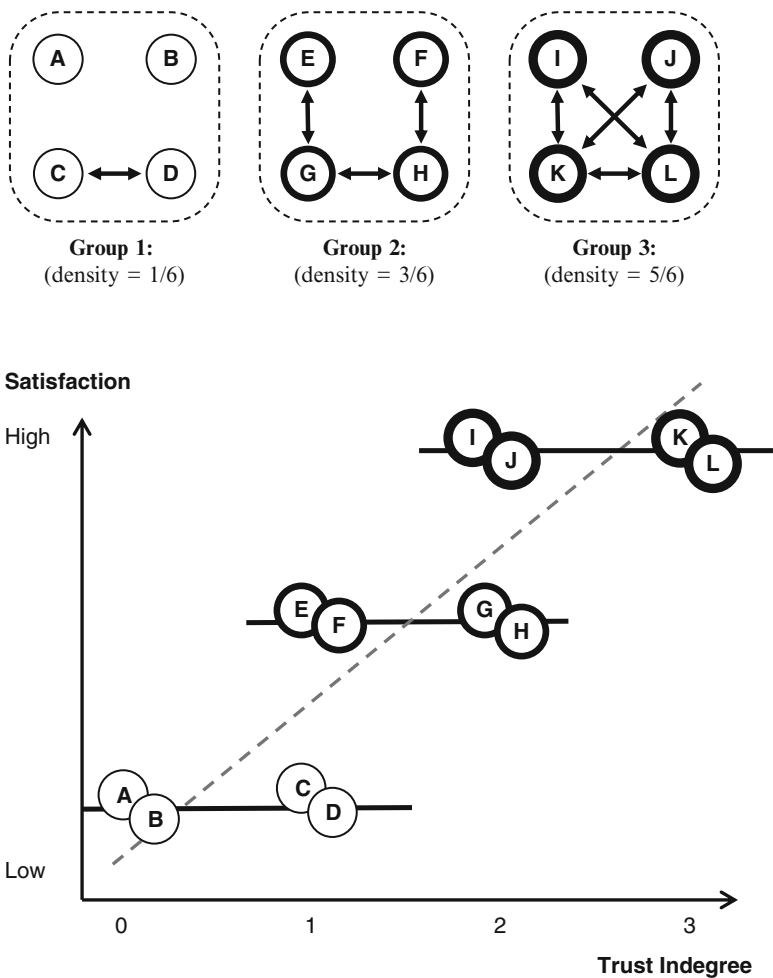 A B E F I J
C D G H K L
Group 1: Group 2: Group 3:
(density = 1/6) (density = 3/6) (density = 5/6)
Satisfaction
High
I J K L
E F G H
A B C D
Low
0 1 2 3
Trust Indegree